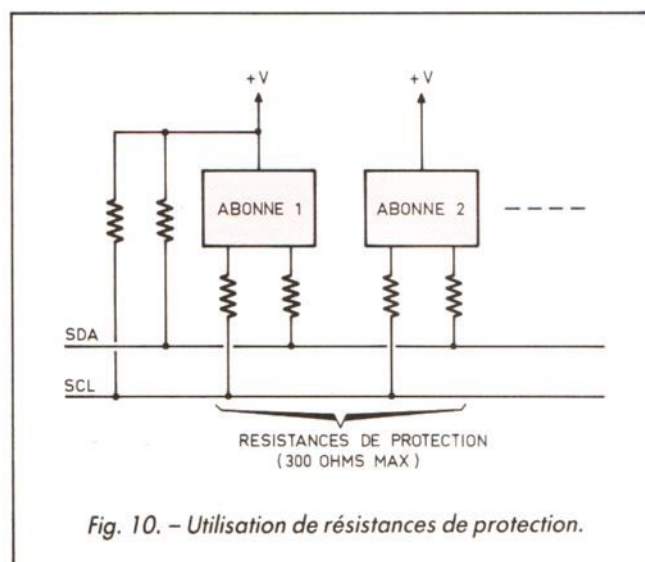 +V
+V
ABONNE 1
ABONNE 2
SDA
SCL
RESISTANCES DE PROTECTION
(300 OHMS MAX)
Fig. 10. – Utilisation de résistances de protection.